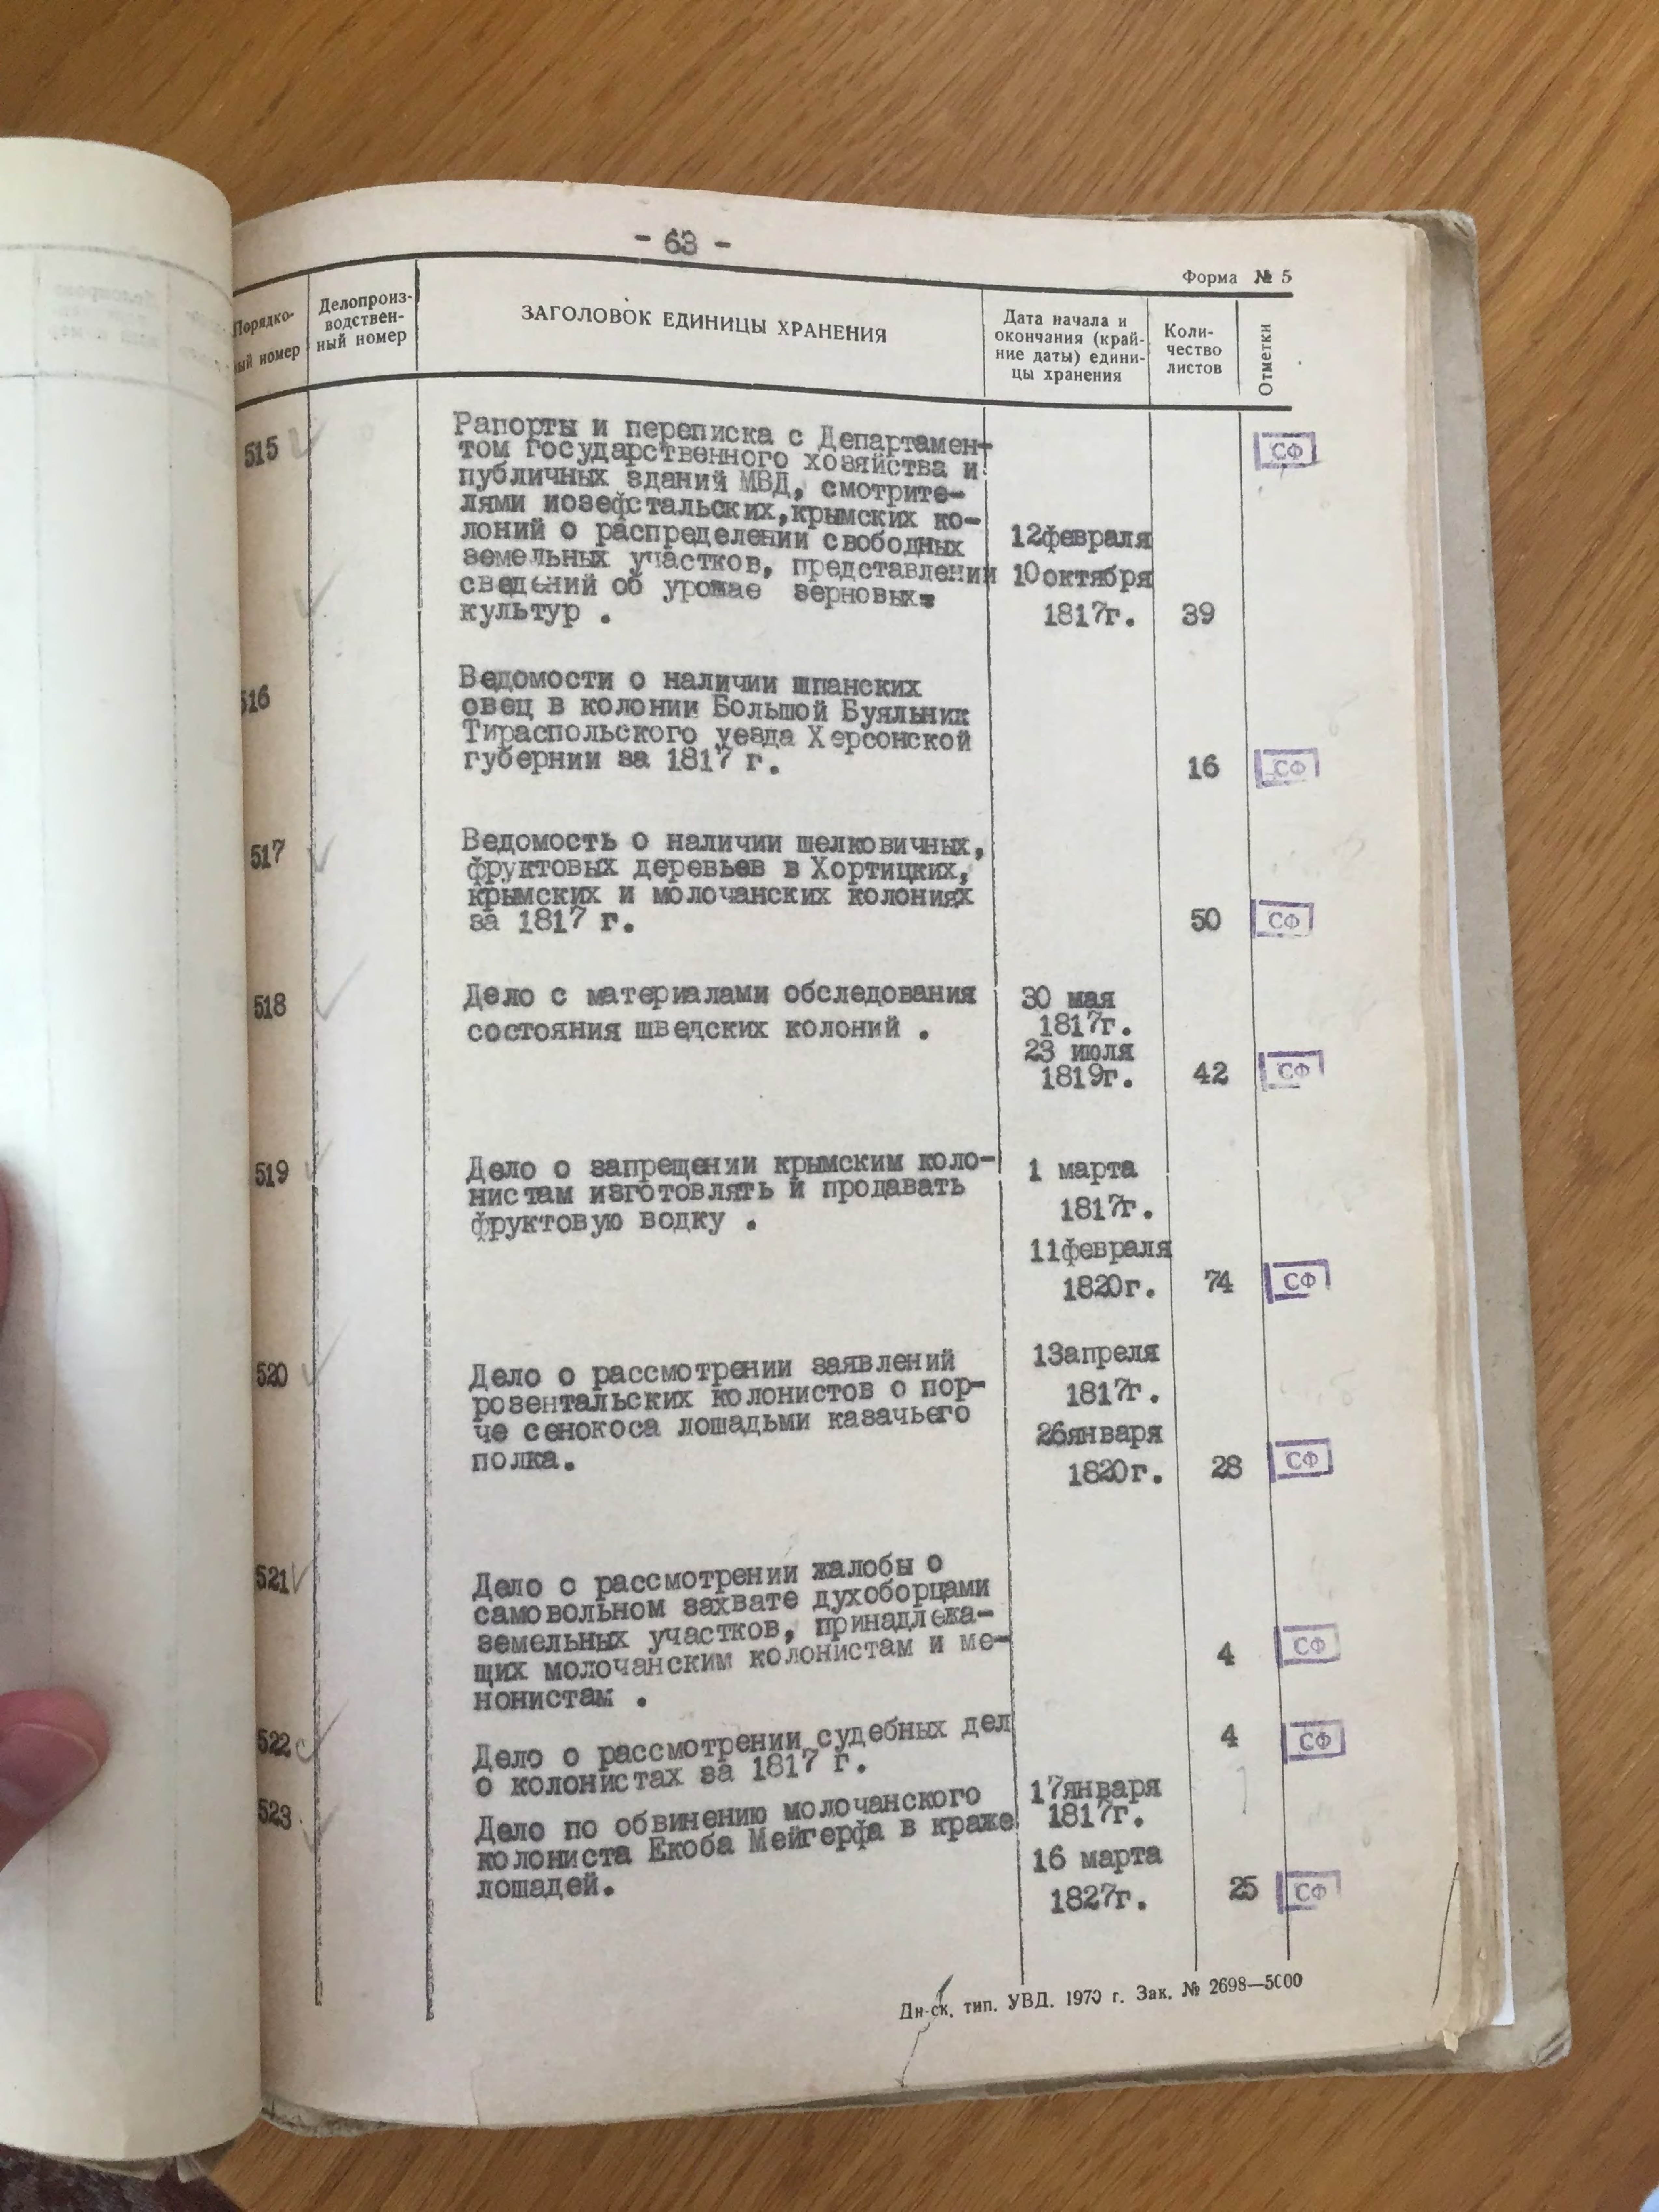 - 63 -
Форма № 5
Порядко-
ный номер
Делопроиз-
водствен-
ный номер
ЗАГОЛОВОК ЕДИНИЦЫ ХРАНЕНИЯ
Дата начала и
окончания (край-
ние даты) едини-
цы хранения
Коли-
чество
листов
Отметки
515
Рапорты и переписка с Департамен-
том государственного хозяйства и
публичных зданий МВД, смотрите-
лями иозефстальских,крымских ко-
лоний о распределении свободных
земельных участков, представлении
сведений об урожае зерновых
культур .
12февраля
10октября
1817г.
39
СФ
516
Ведомости о наличии шпанских
овец в колонии Большой Буяльник
Тираспольского уезда Херсонской
губернии за 1817 г.
16
СФ
517
Ведомость о наличии шелковичных,
фруктовых деревьев в Хортицких,
крымских и молочанских колониях
за 1817 г.
50
СФ
518
Дело с материалами обследования
состояния шведских колоний .
30 мая
1817г.
23 июля
1819г.
42
СФ
519
Дело о запрещении крымским коло-
нистам изготовлять и продавать
фруктовую водку .
1 марта
1817г.
11февраля
1820г.
74
СФ
520
Дело о рассмотрении заявлений
розентальских колонистов о пор-
че сенокоса лошадьми казачьего
полка.
13апреля
1817г.
26января
1820г.
28
СФ
521
Дело о рассмотрении жалобы о
самовольном захвате духоборцами
земельных участков, принадлежа-
щих молочанским колонистам и ме-
нонистам .
4
СФ
522
Дело о рассмотрении судебных дел
о колонистах за 1817 г.
4
СФ
523
Дело по обвинению молочанского
колониста Екоба Мейгерфа в краже
лошадей.
17января
1817г.
16 марта
1827г.
25
СФ
Дн-ск, тип. УВД. 1970 г. Зак. № 2698—5000